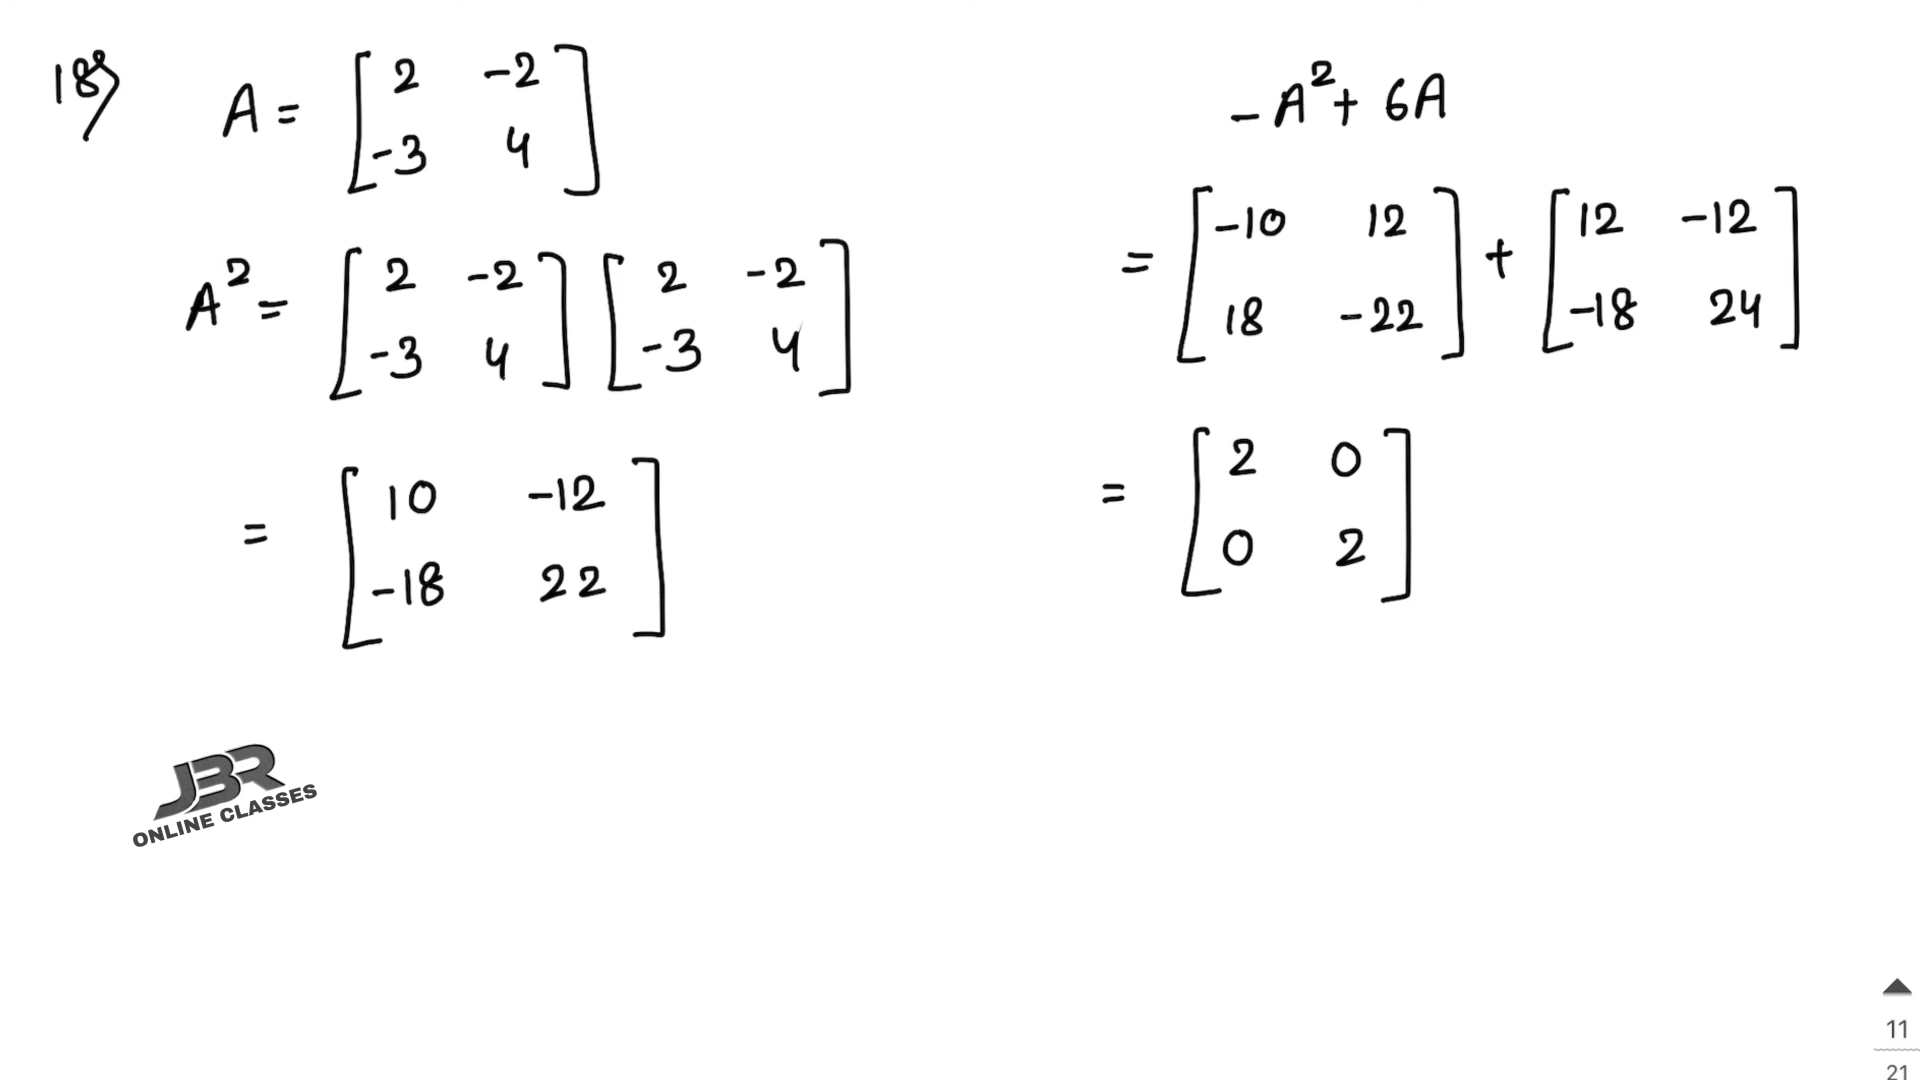 18) A = [ 2 -2
-3 4 ]
A² = [ 2 -2 ] [ 2 -2 ]
[ -3 4 ] [ -3 4 ]
= [ 10 -12
-18 22 ]
- A² + 6A
= [ -10 12 ] + [ 12 -12 ]
[ 18 -22 ] [ -18 24 ]
= [ 2 0
0 2 ]
JBR
ONLINE CLASSES
11
21